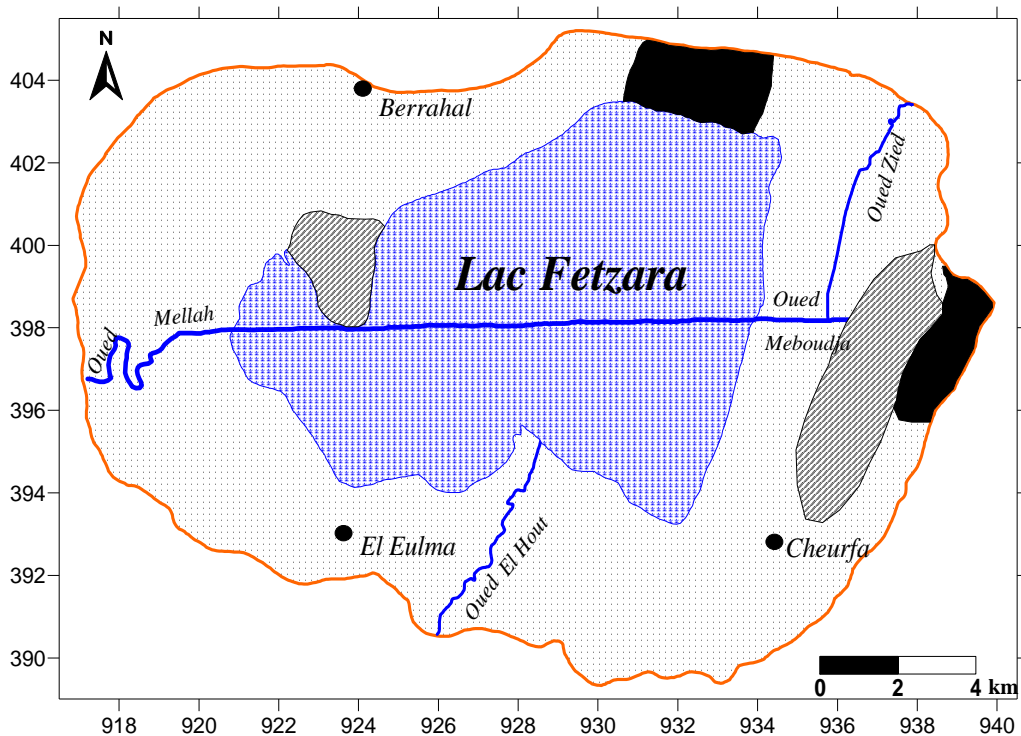 N
404
Berrahal
402
Oued Zied
400
Lac Fetzara
Oued
398
Mellah
Meboudja
Oued
396
394
El Eulma
Oued El Hout
Cheurfa
392
390
0 2 4 km
918 920 922 924 926 928 930 932 934 936 938 940